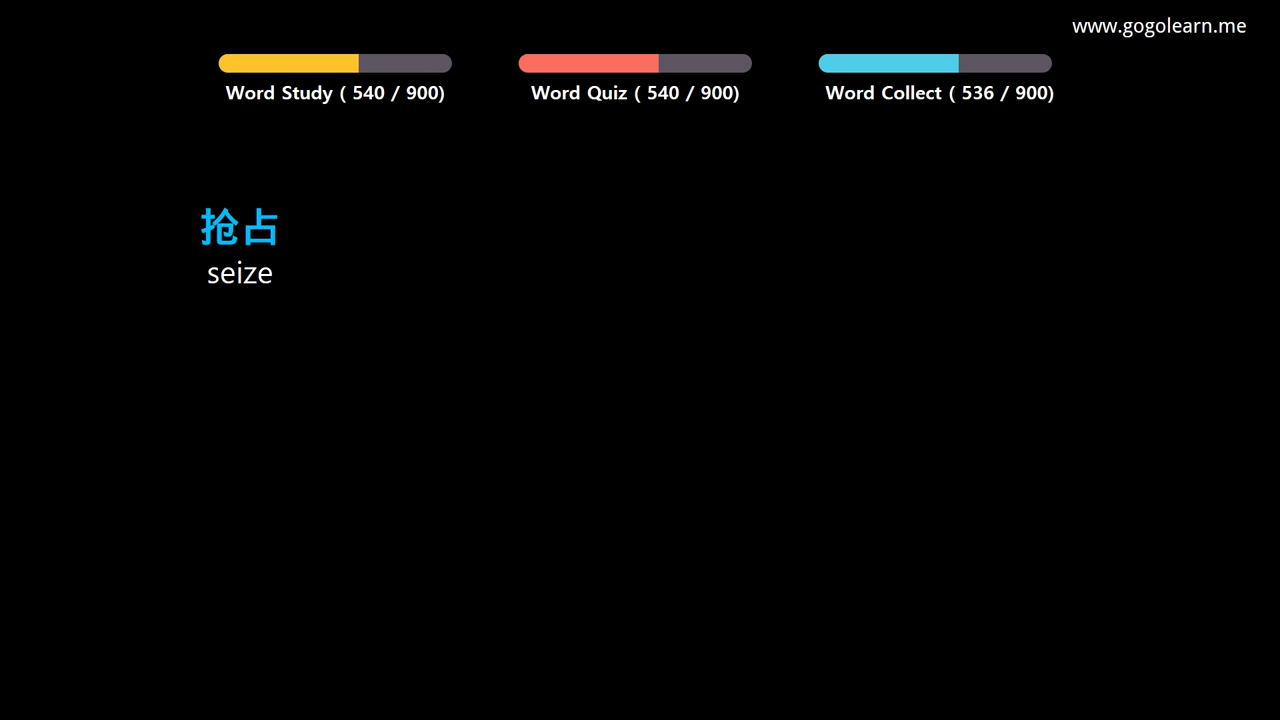 www.gogolearn.me
Word Study ( 540 / 900)
Word Quiz ( 540 / 900)
Word Collect ( 536 / 900)
抢占
seize